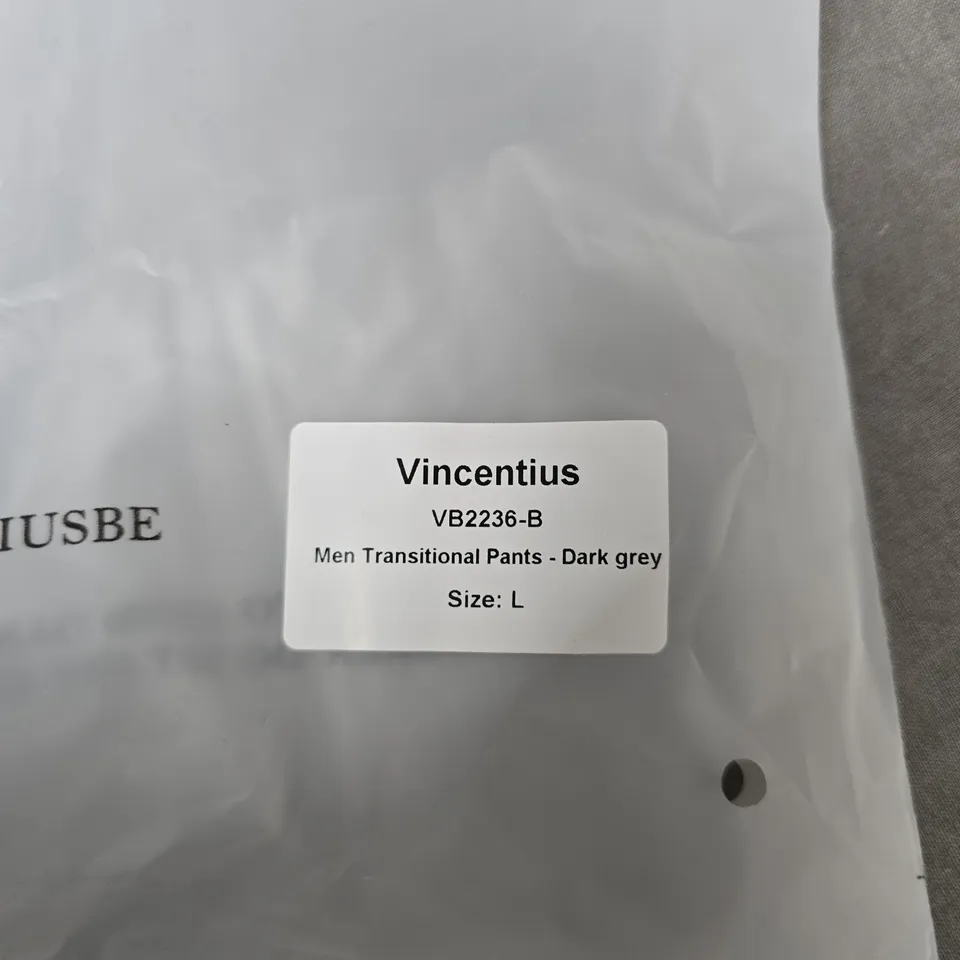 Vincentius
VB2236-B
IUSBE
Men Transitional Pants - Dark grey
Size: L